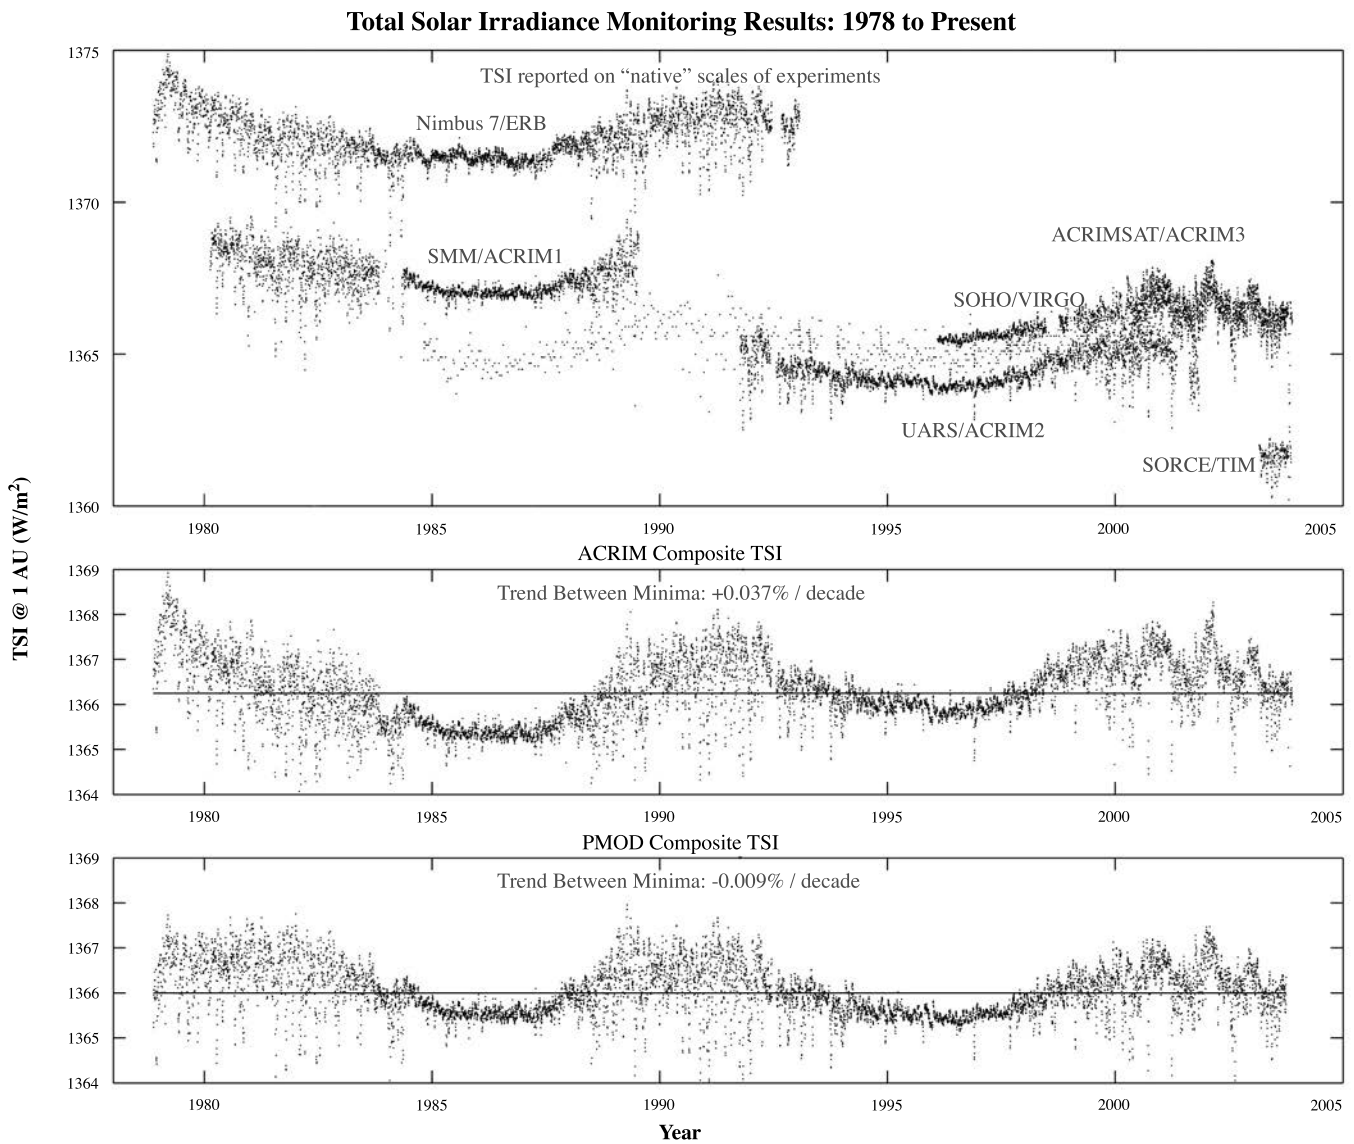 Total Solar Irradiance Monitoring Results: 1978 to Present
1375
TSI reported on “native” scales of experiments
Nimbus 7/ERB
1370
ACRIMSAT/ACRIM3
SMM/ACRIM1
SOHO/VIRGO
1365
UARS/ACRIM2
SORCE/TIM
1360
1980 1985 1990 1995 2000 2005
ACRIM Composite TSI
1369
Trend Between Minima: +0.037% / decade
1368
1367
1366
1365
1364
1980 1985 1990 1995 2000 2005
PMOD Composite TSI
1369
Trend Between Minima: -0.009% / decade
1368
1367
1366
1365
1364
1980 1985 1990 1995 2000 2005
Year
TSI @ 1 AU (W/m²)